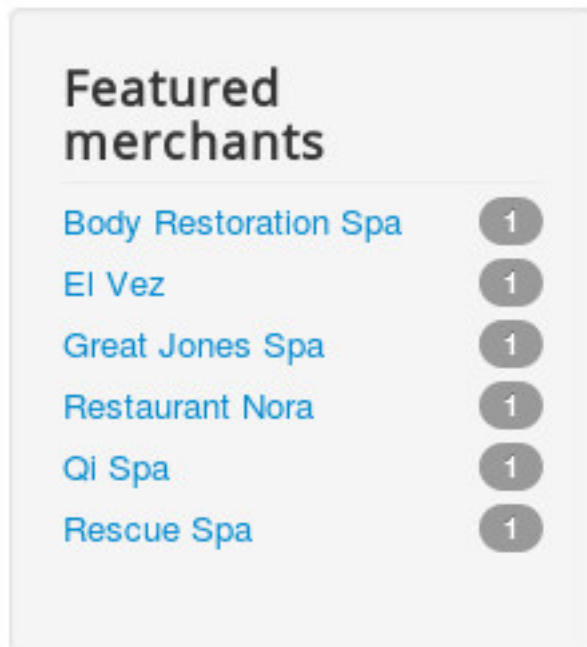 Featured
merchants
Body Restoration Spa 1
El Vez 1
Great Jones Spa 1
Restaurant Nora 1
Qi Spa 1
Rescue Spa 1